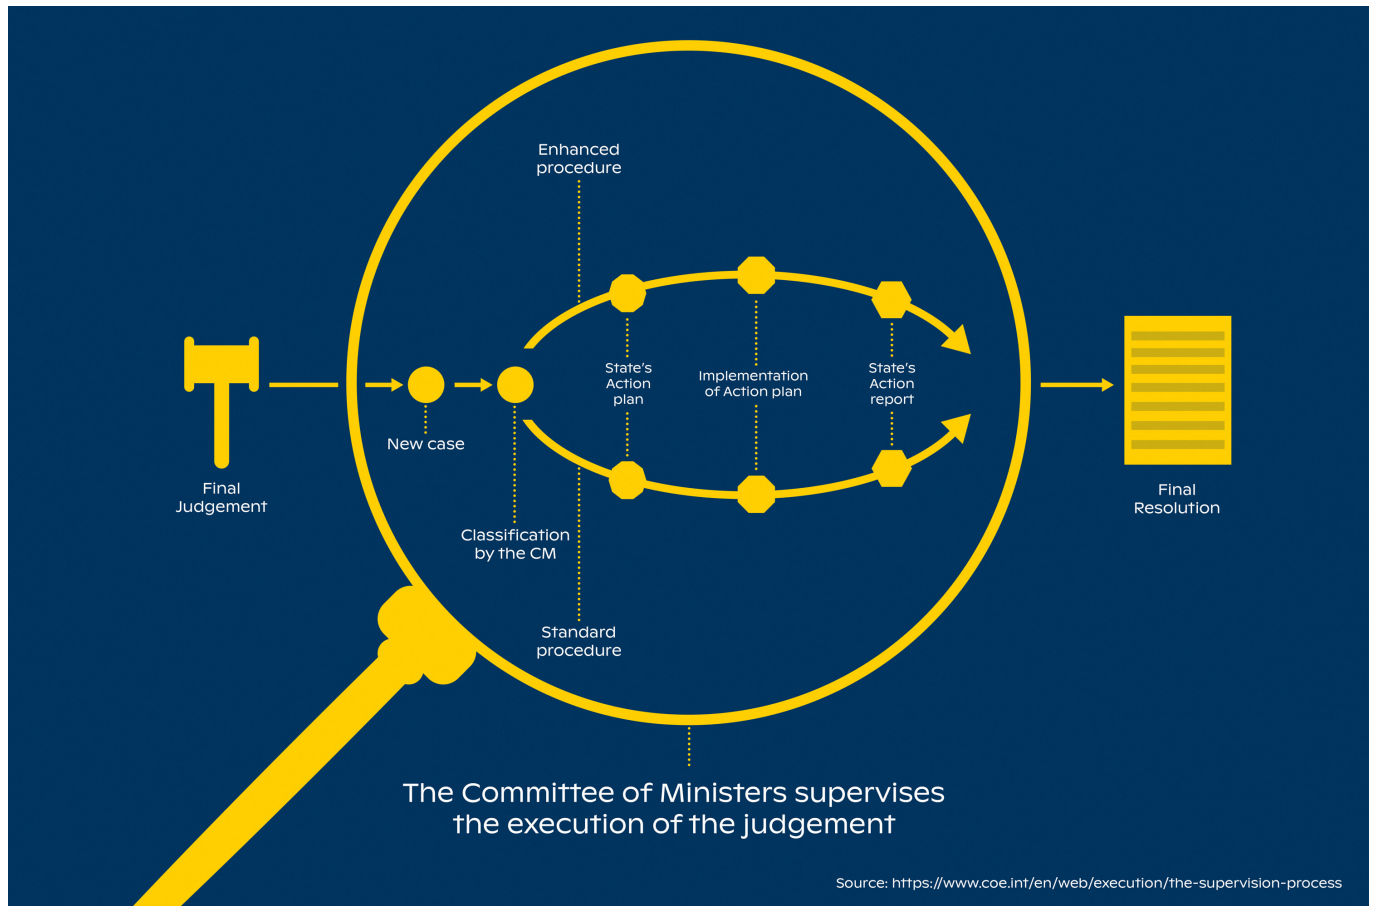 Enhanced
procedure
State's
Action
plan
Implementation
of Action plan
State's
Action
report
New case
Final
Judgement
Final
Resolution
Classification
by the CM
Standard
procedure
The Committee of Ministers supervises
the execution of the judgement
Source: https://www.coe.int/en/web/execution/the-supervision-process